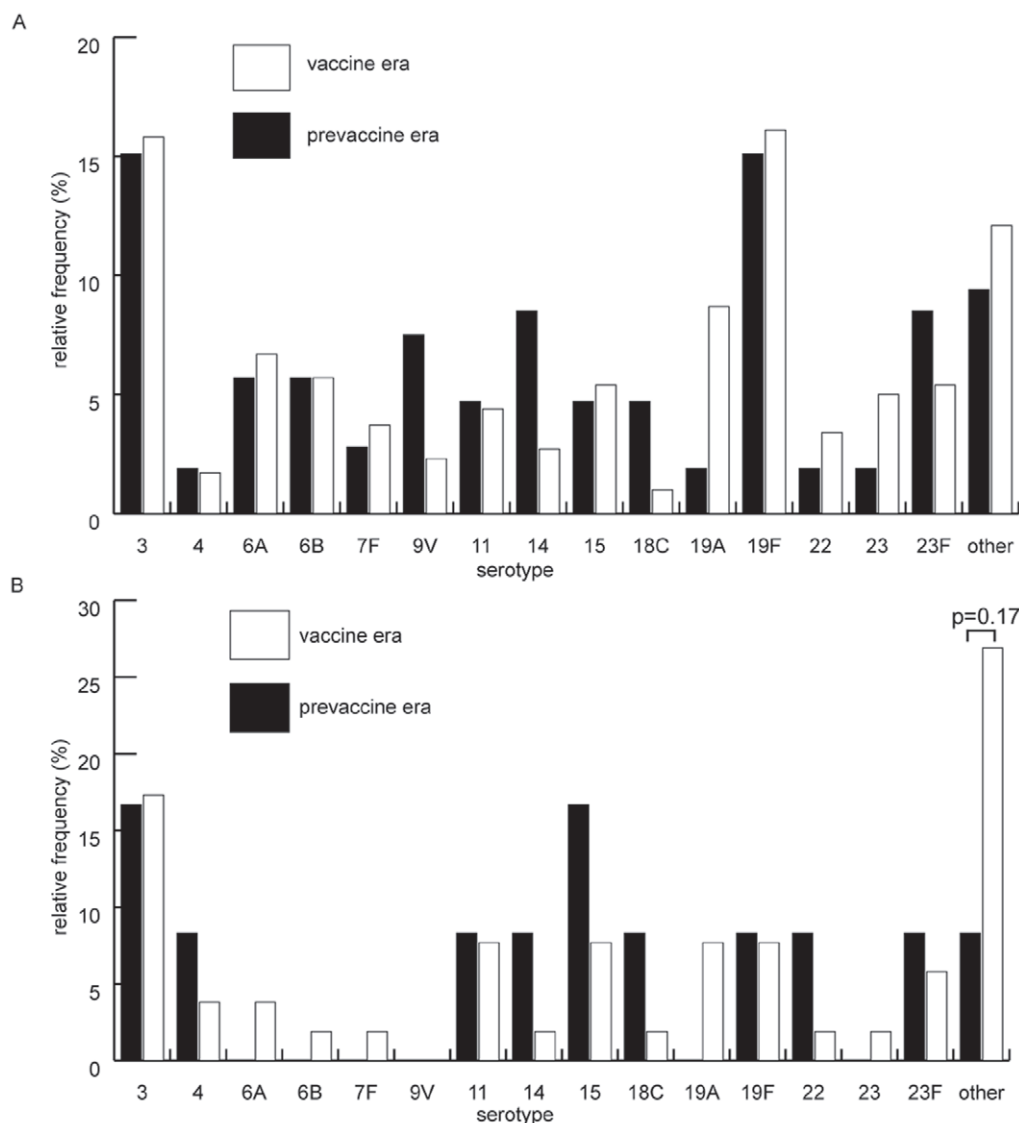 A
20
15
10
5
0
relative frequency (%)
vaccine era
prevaccine era
3 4 6A 6B 7F 9V 11 14 15 18C 19A 19F 22 23 23F other
serotype
B
30
25
20
15
10
5
0
relative frequency (%)
vaccine era
prevaccine era
p=0.17
3 4 6A 6B 7F 9V 11 14 15 18C 19A 19F 22 23 23F other
serotype